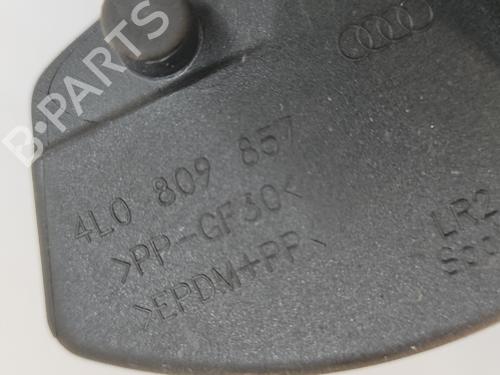 B-PARTS
4L0 809 857
>PP-GF30<
>EPDM+PP<